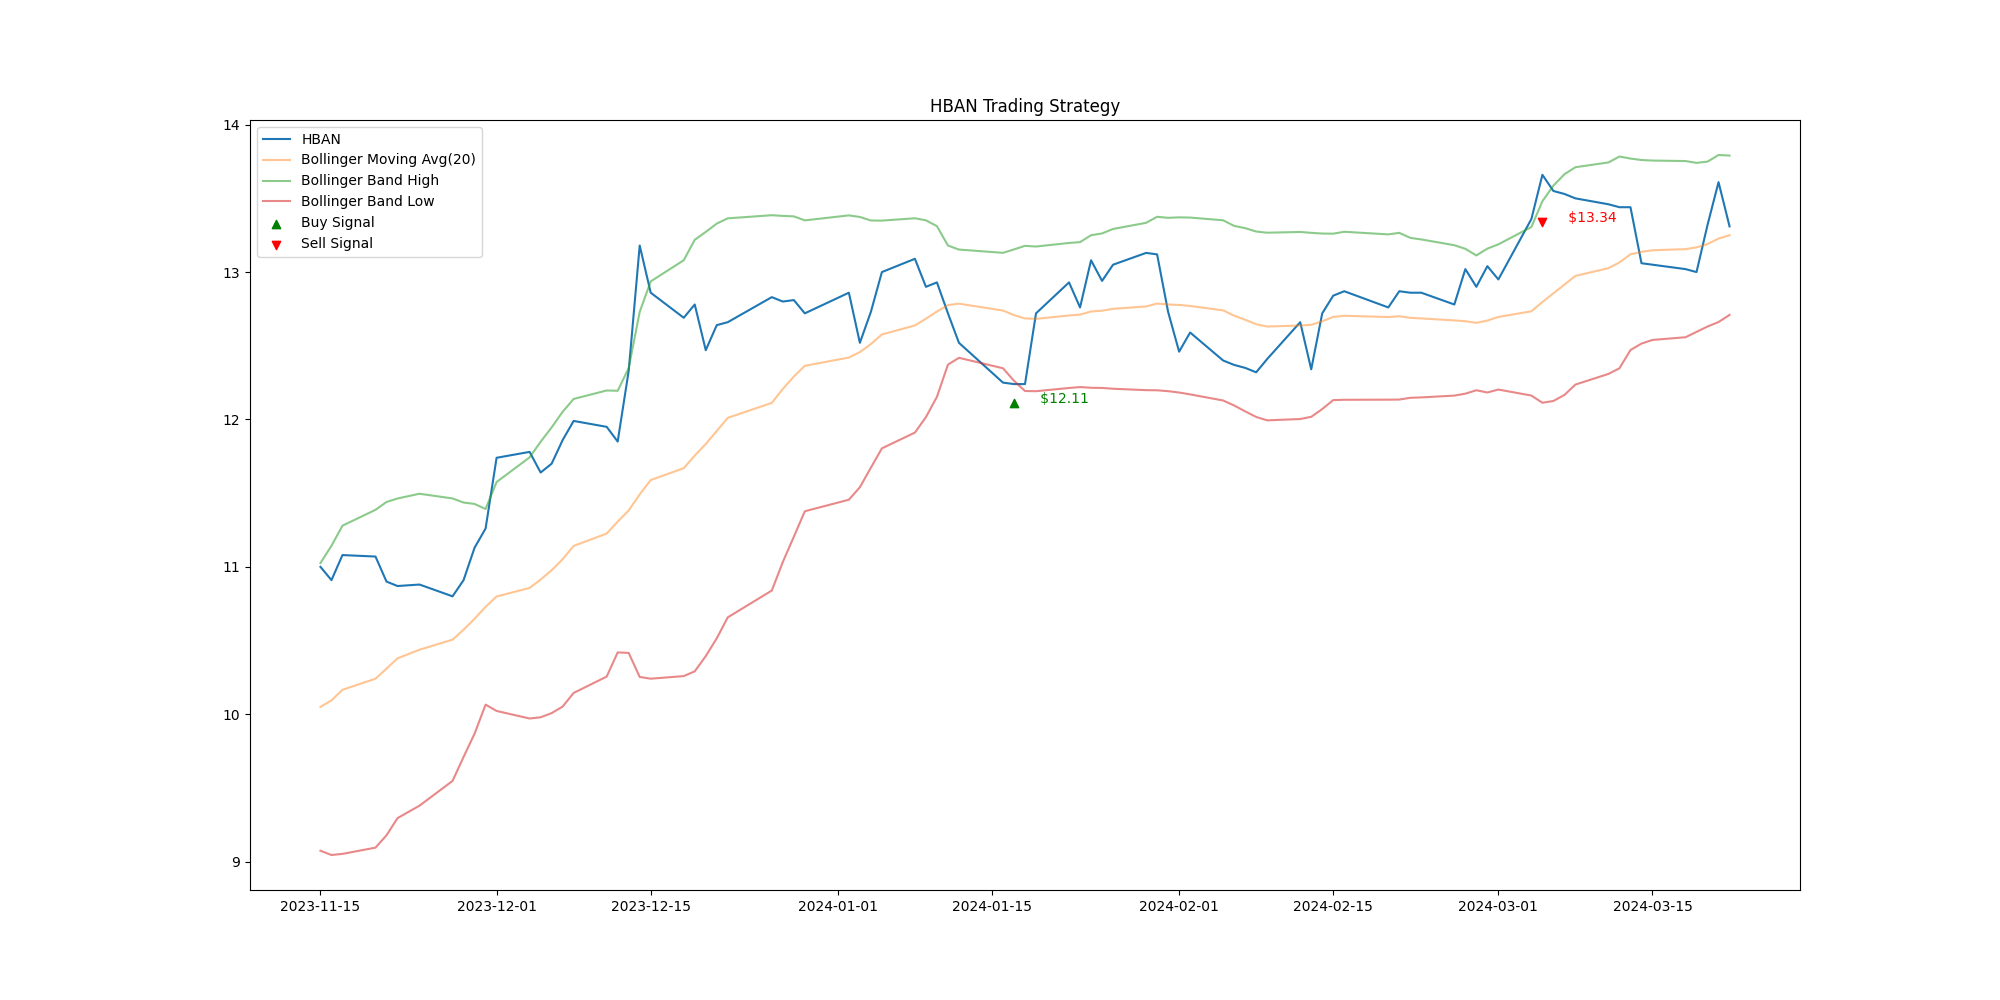 HBAN Trading Strategy
14
13
12
11
10
9
HBAN
Bollinger Moving Avg(20)
Bollinger Band High
Bollinger Band Low
Buy Signal
Sell Signal
$13.34
$12.11
2023-11-15
2023-12-01
2023-12-15
2024-01-01
2024-01-15
2024-02-01
2024-02-15
2024-03-01
2024-03-15